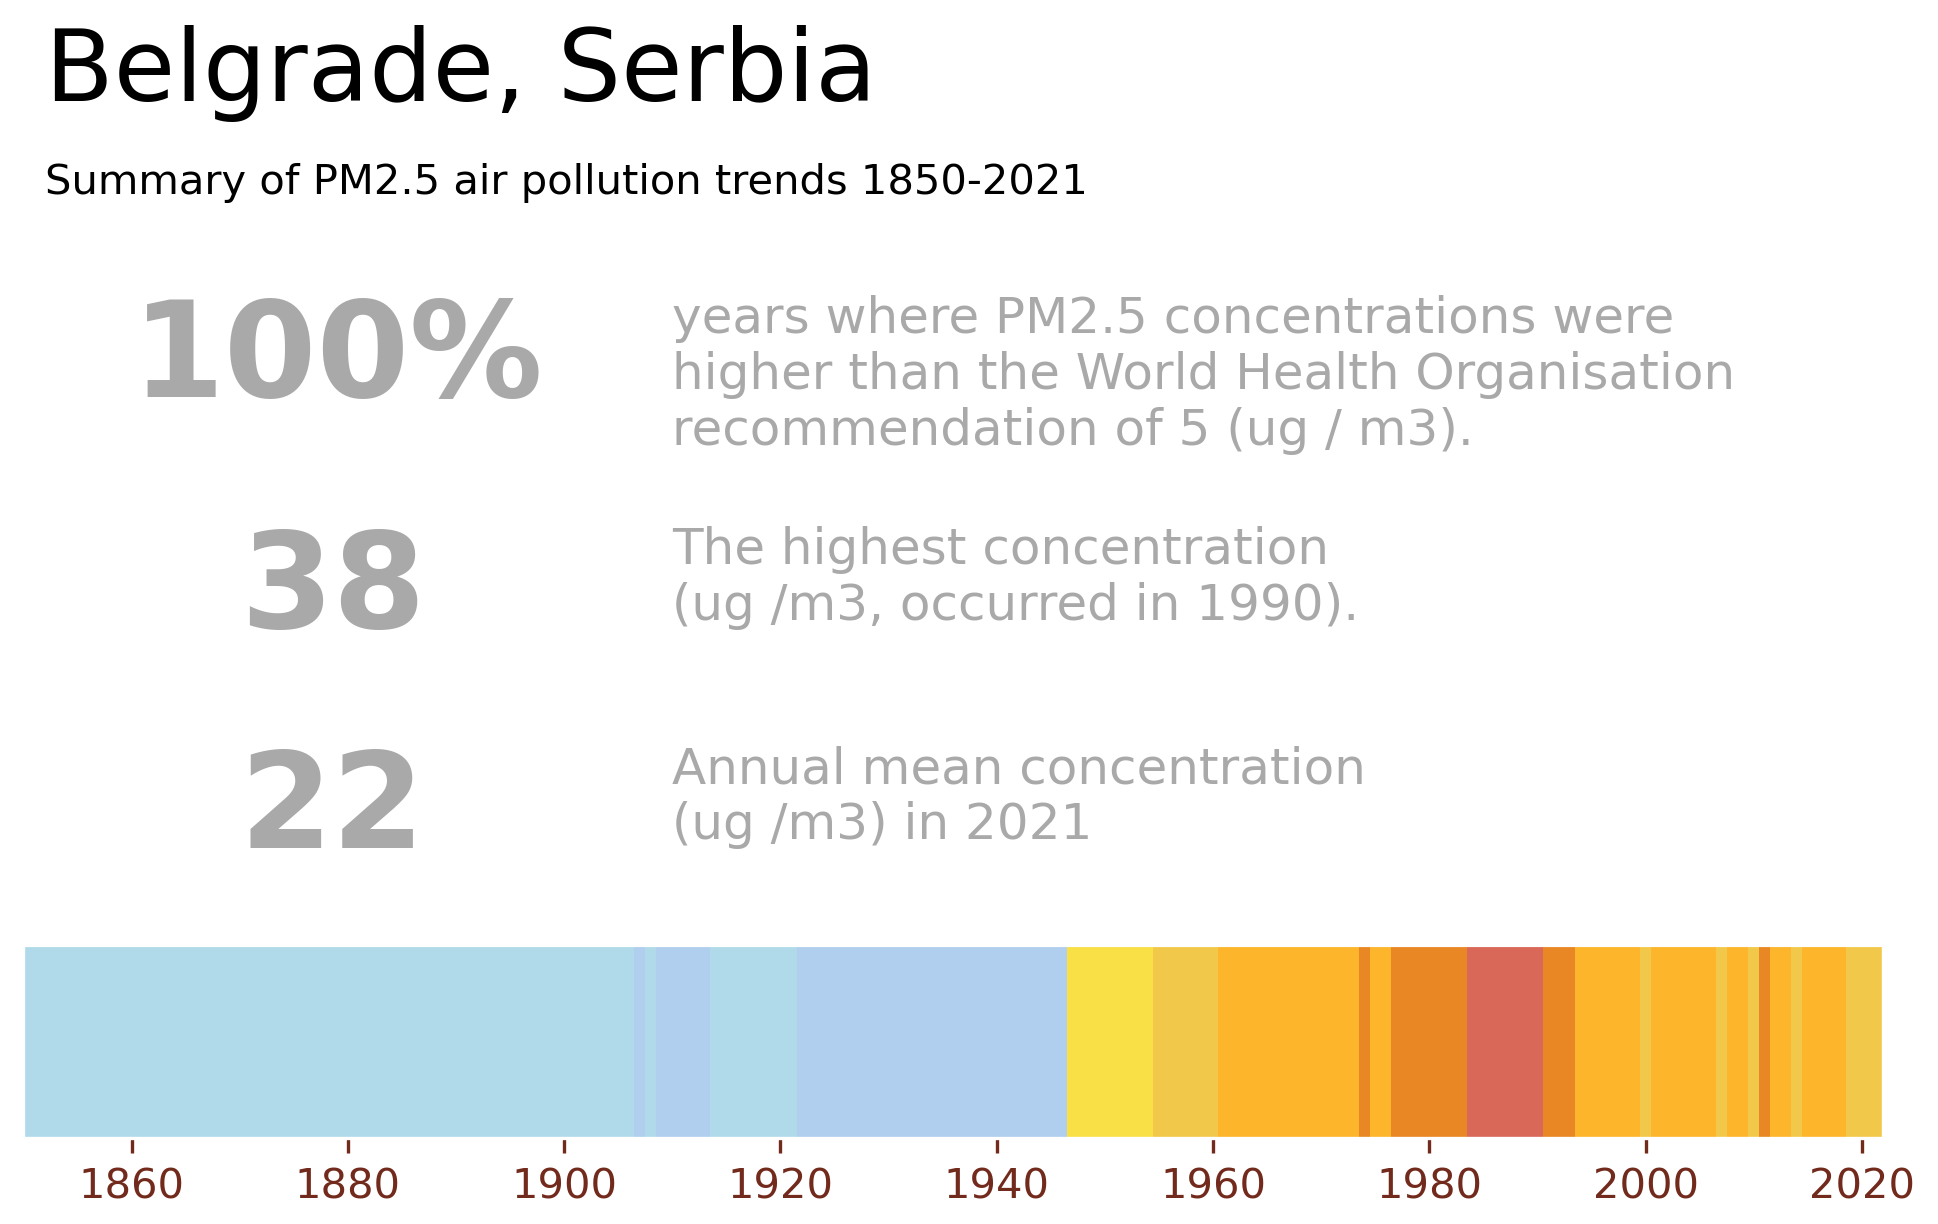 Belgrade, Serbia
Summary of PM2.5 air pollution trends 1850-2021
100%
years where PM2.5 concentrations were
higher than the World Health Organisation
recommendation of 5 (ug / m3).
38
The highest concentration
(ug /m3, occurred in 1990).
22
Annual mean concentration
(ug /m3) in 2021
1860 1880 1900 1920 1940 1960 1980 2000 2020